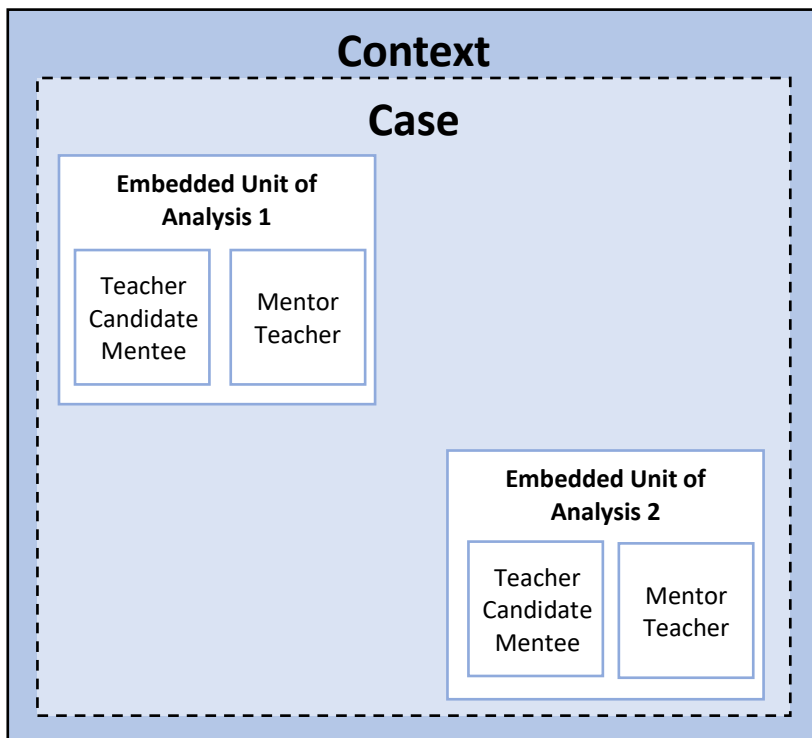 Context
Case
Embedded Unit of
Analysis 1
Teacher
Candidate
Mentee
Mentor
Teacher
Embedded Unit of
Analysis 2
Teacher
Candidate
Mentee
Mentor
Teacher